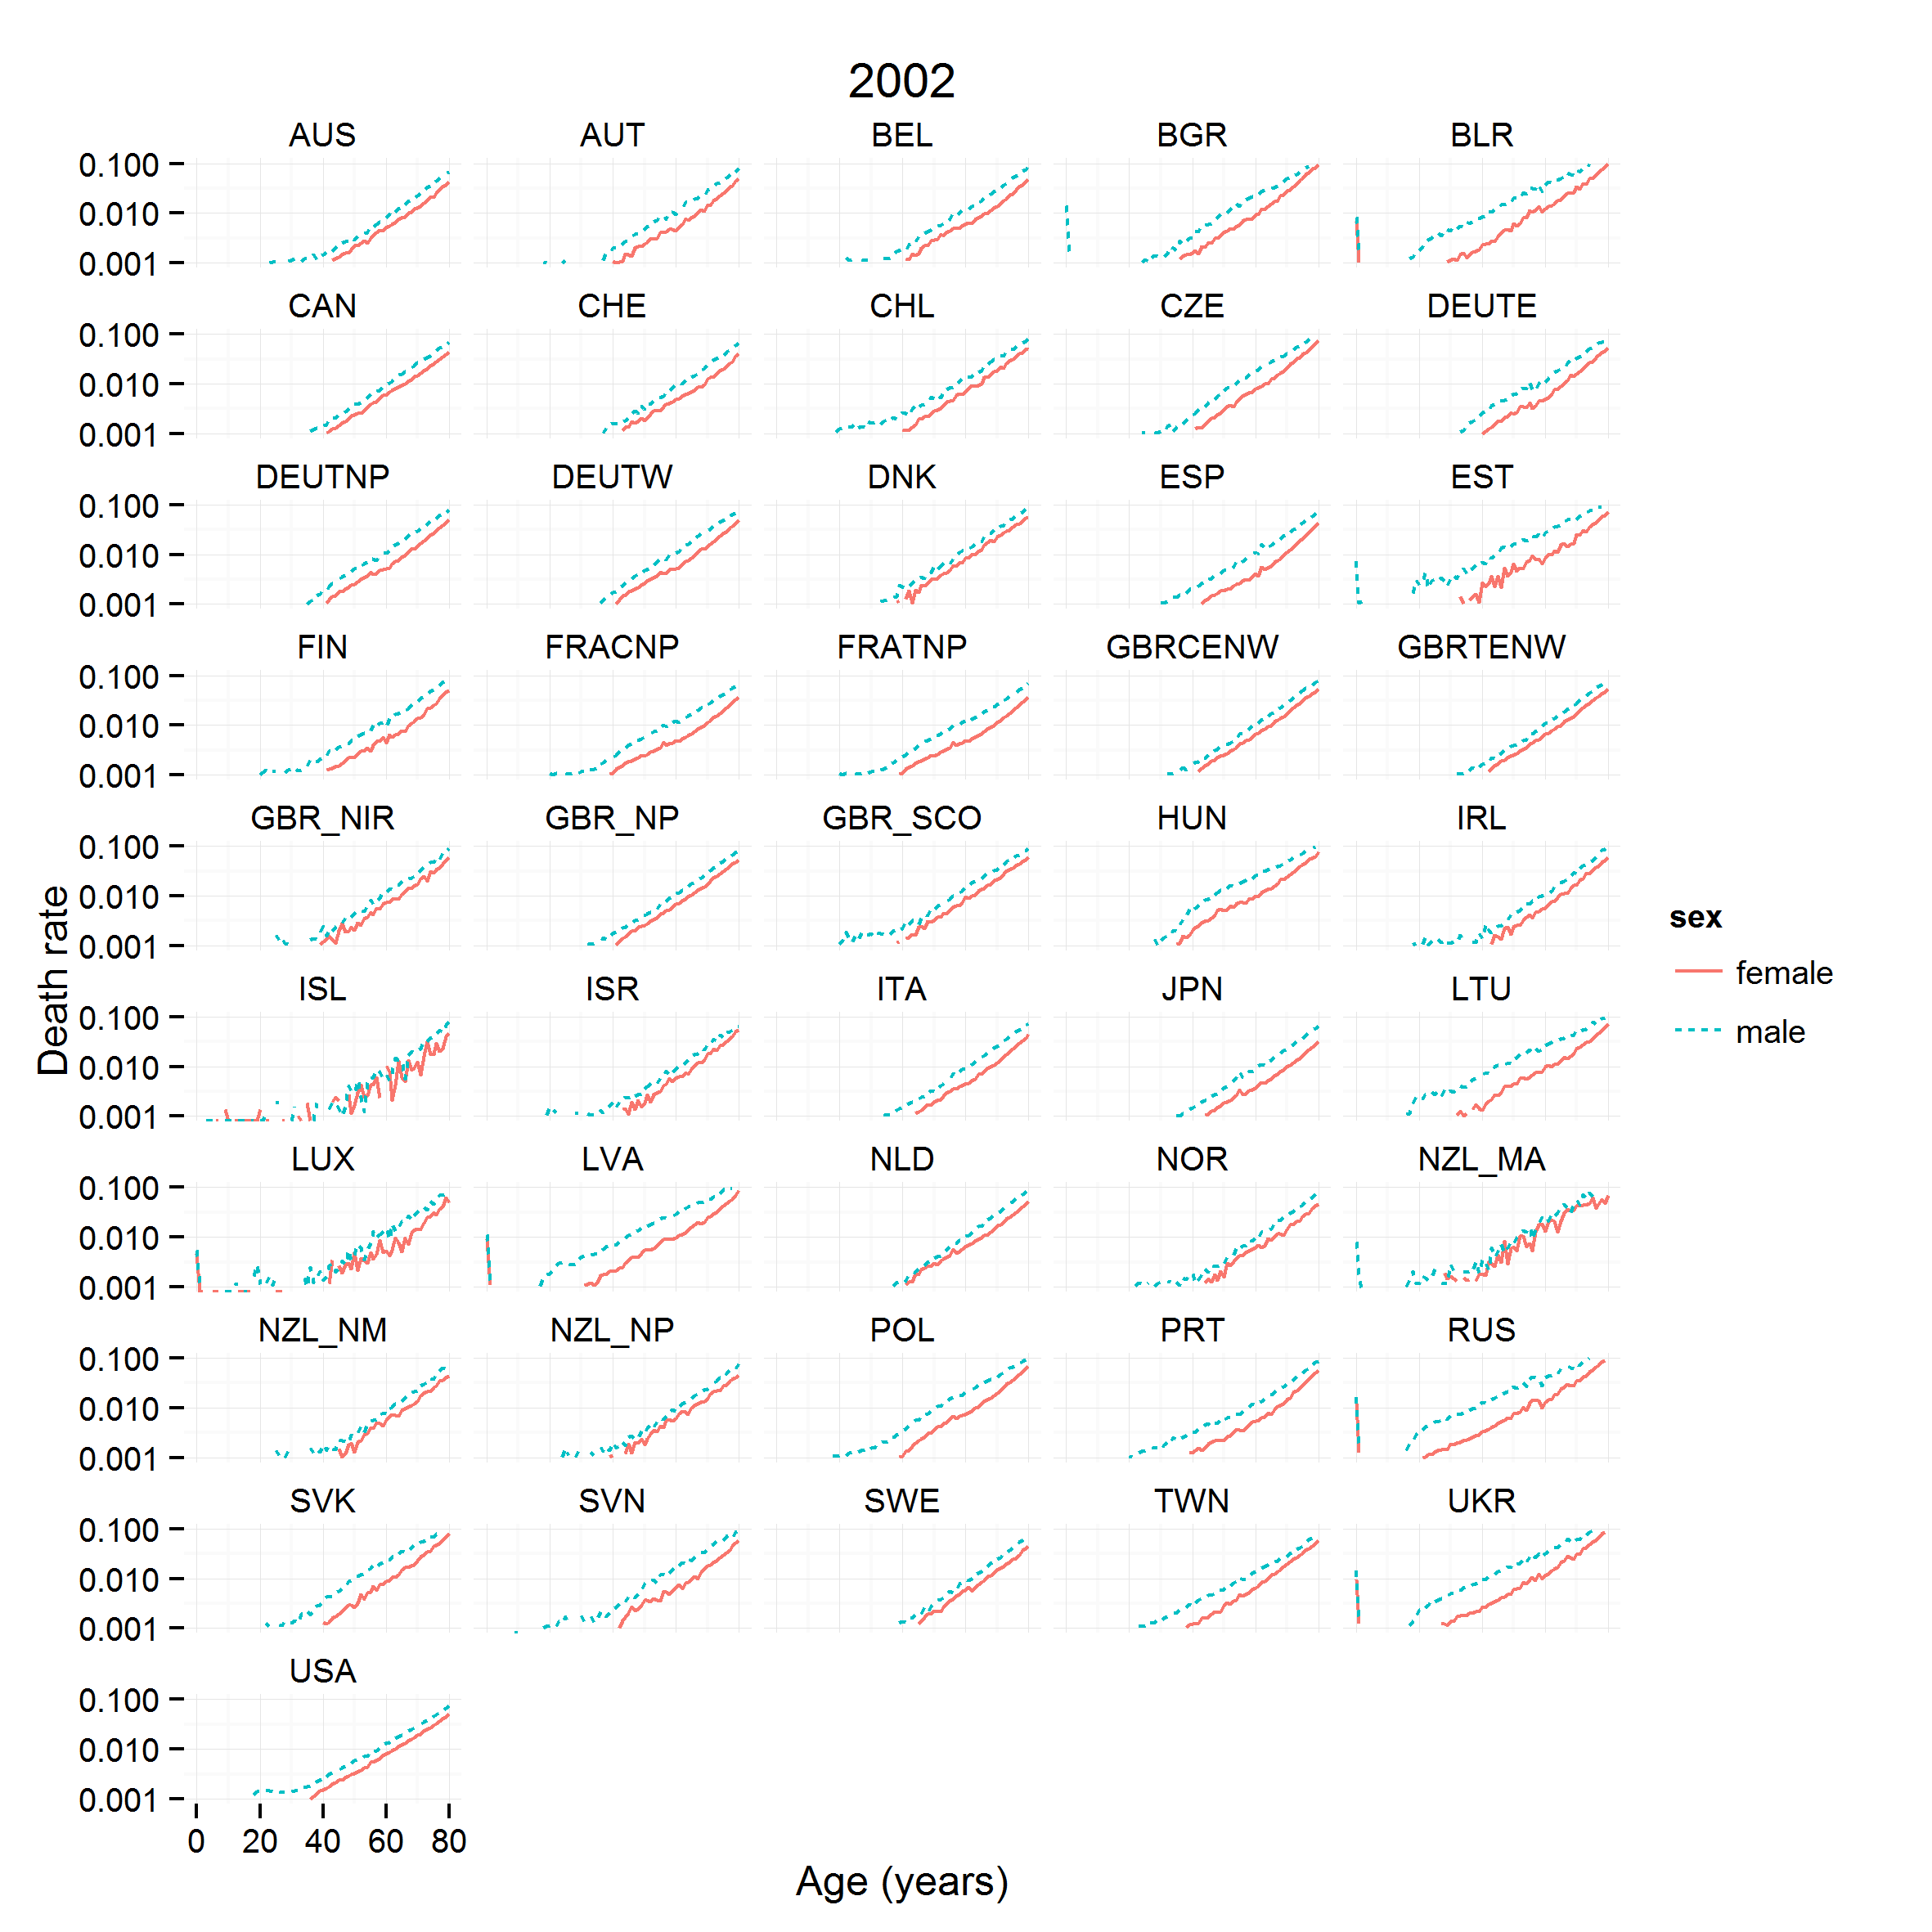 2002
AUS AUT BEL BGR BLR
0.100
0.010
0.001
CAN CHE CHL CZE DEUTE
0.100
0.010
0.001
DEUTNP DEUTW DNK ESP EST
0.100
0.010
0.001
FIN FRACNP FRATNP GBRCENW GBRTENW
0.100
0.010
0.001
GBR_NIR GBR_NP GBR_SCO HUN IRL
0.100
0.010
0.001
ISL ISR ITA JPN LTU
0.100
0.010
0.001
LUX LVA NLD NOR NZL_MA
0.100
0.010
0.001
NZL_NM NZL_NP POL PRT RUS
0.100
0.010
0.001
SVK SVN SWE TWN UKR
0.100
0.010
0.001
USA
0.100
0.010
0.001
0 20 40 60 80
Age (years)
Death rate
sex
female
male